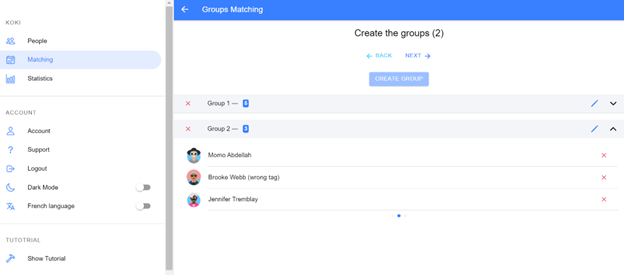 KOKI
People
Matching
Statistics
ACCOUNT
Account
Support
Logout
Dark Mode
French language
TUTOTRIAL
Show Tutorial
Groups Matching
Create the groups (2)
BACK NEXT
CREATE GROUP
Group 1 —
Group 2 — 3
Momo Abdellah
Brooke Webb (wrong tag)
Jennifer Tremblay